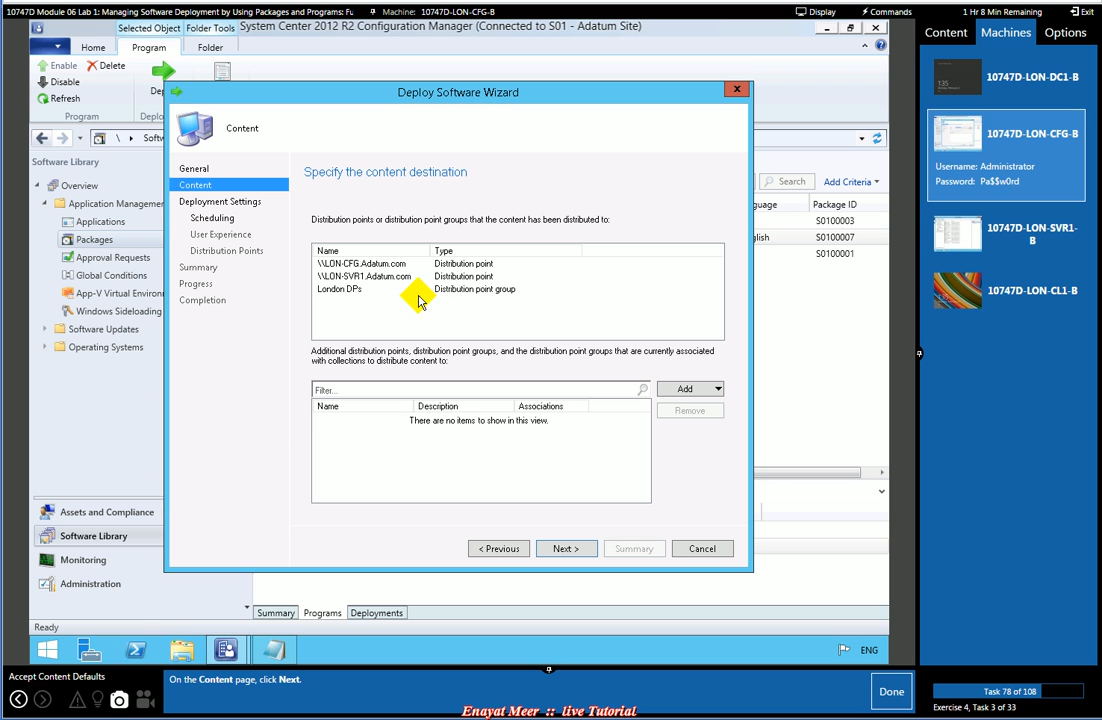 10747D Module 06 Lab 1: Managing Software Deployment by Using Packages and Programs: Fu
Machine: 10747D-LON-CFG-B
Display
Commands
1 Hr 8 Min Remaining
Exit
Selected Object
Folder Tools
System Center 2012 R2 Configuration Manager (Connected to S01 - Adatum Site)
Content
Machines
Options
Home
Program
Folder
Enable
Delete
Disable
Refresh
Program
Dep
Deplo
\
Softw
Software Library
Overview
Application Managemen
Applications
Packages
Approval Requests
Global Conditions
App-V Virtual Environ
Windows Sideloading
Software Updates
Operating Systems
Assets and Compliance
Software Library
Monitoring
Administration
Ready
Search
Add Criteria
guage
Package ID
S0100003
glish
S0100007
S0100001
Deploy Software Wizard
Content
General
Content
Deployment Settings
Scheduling
User Experience
Distribution Points
Summary
Progress
Completion
Specify the content destination
Distribution points or distribution point groups that the content has been distributed to:
Name
Type
\\LON-CFG.Adatum.com
Distribution point
\\LON-SVR1.Adatum.com
Distribution point
London DPs
Distribution point group
Additional distribution points, distribution point groups, and the distribution point groups that are currently associated
with collections to distribute content to:
Filter...
Add
Remove
Name
Description
Associations
There are no items to show in this view.
< Previous
Next >
Summary
Cancel
Summary
Programs
Deployments
ENG
10747D-LON-DC1-B
10747D-LON-CFG-B
Username: Administrator
Password: Pa$$w0rd
10747D-LON-SVR1-
B
10747D-LON-CL1-B
Accept Content Defaults
On the Content page, click Next.
Done
Task 78 of 108
Exercise 4, Task 3 of 33
Enayat Meer :: live Tutorial